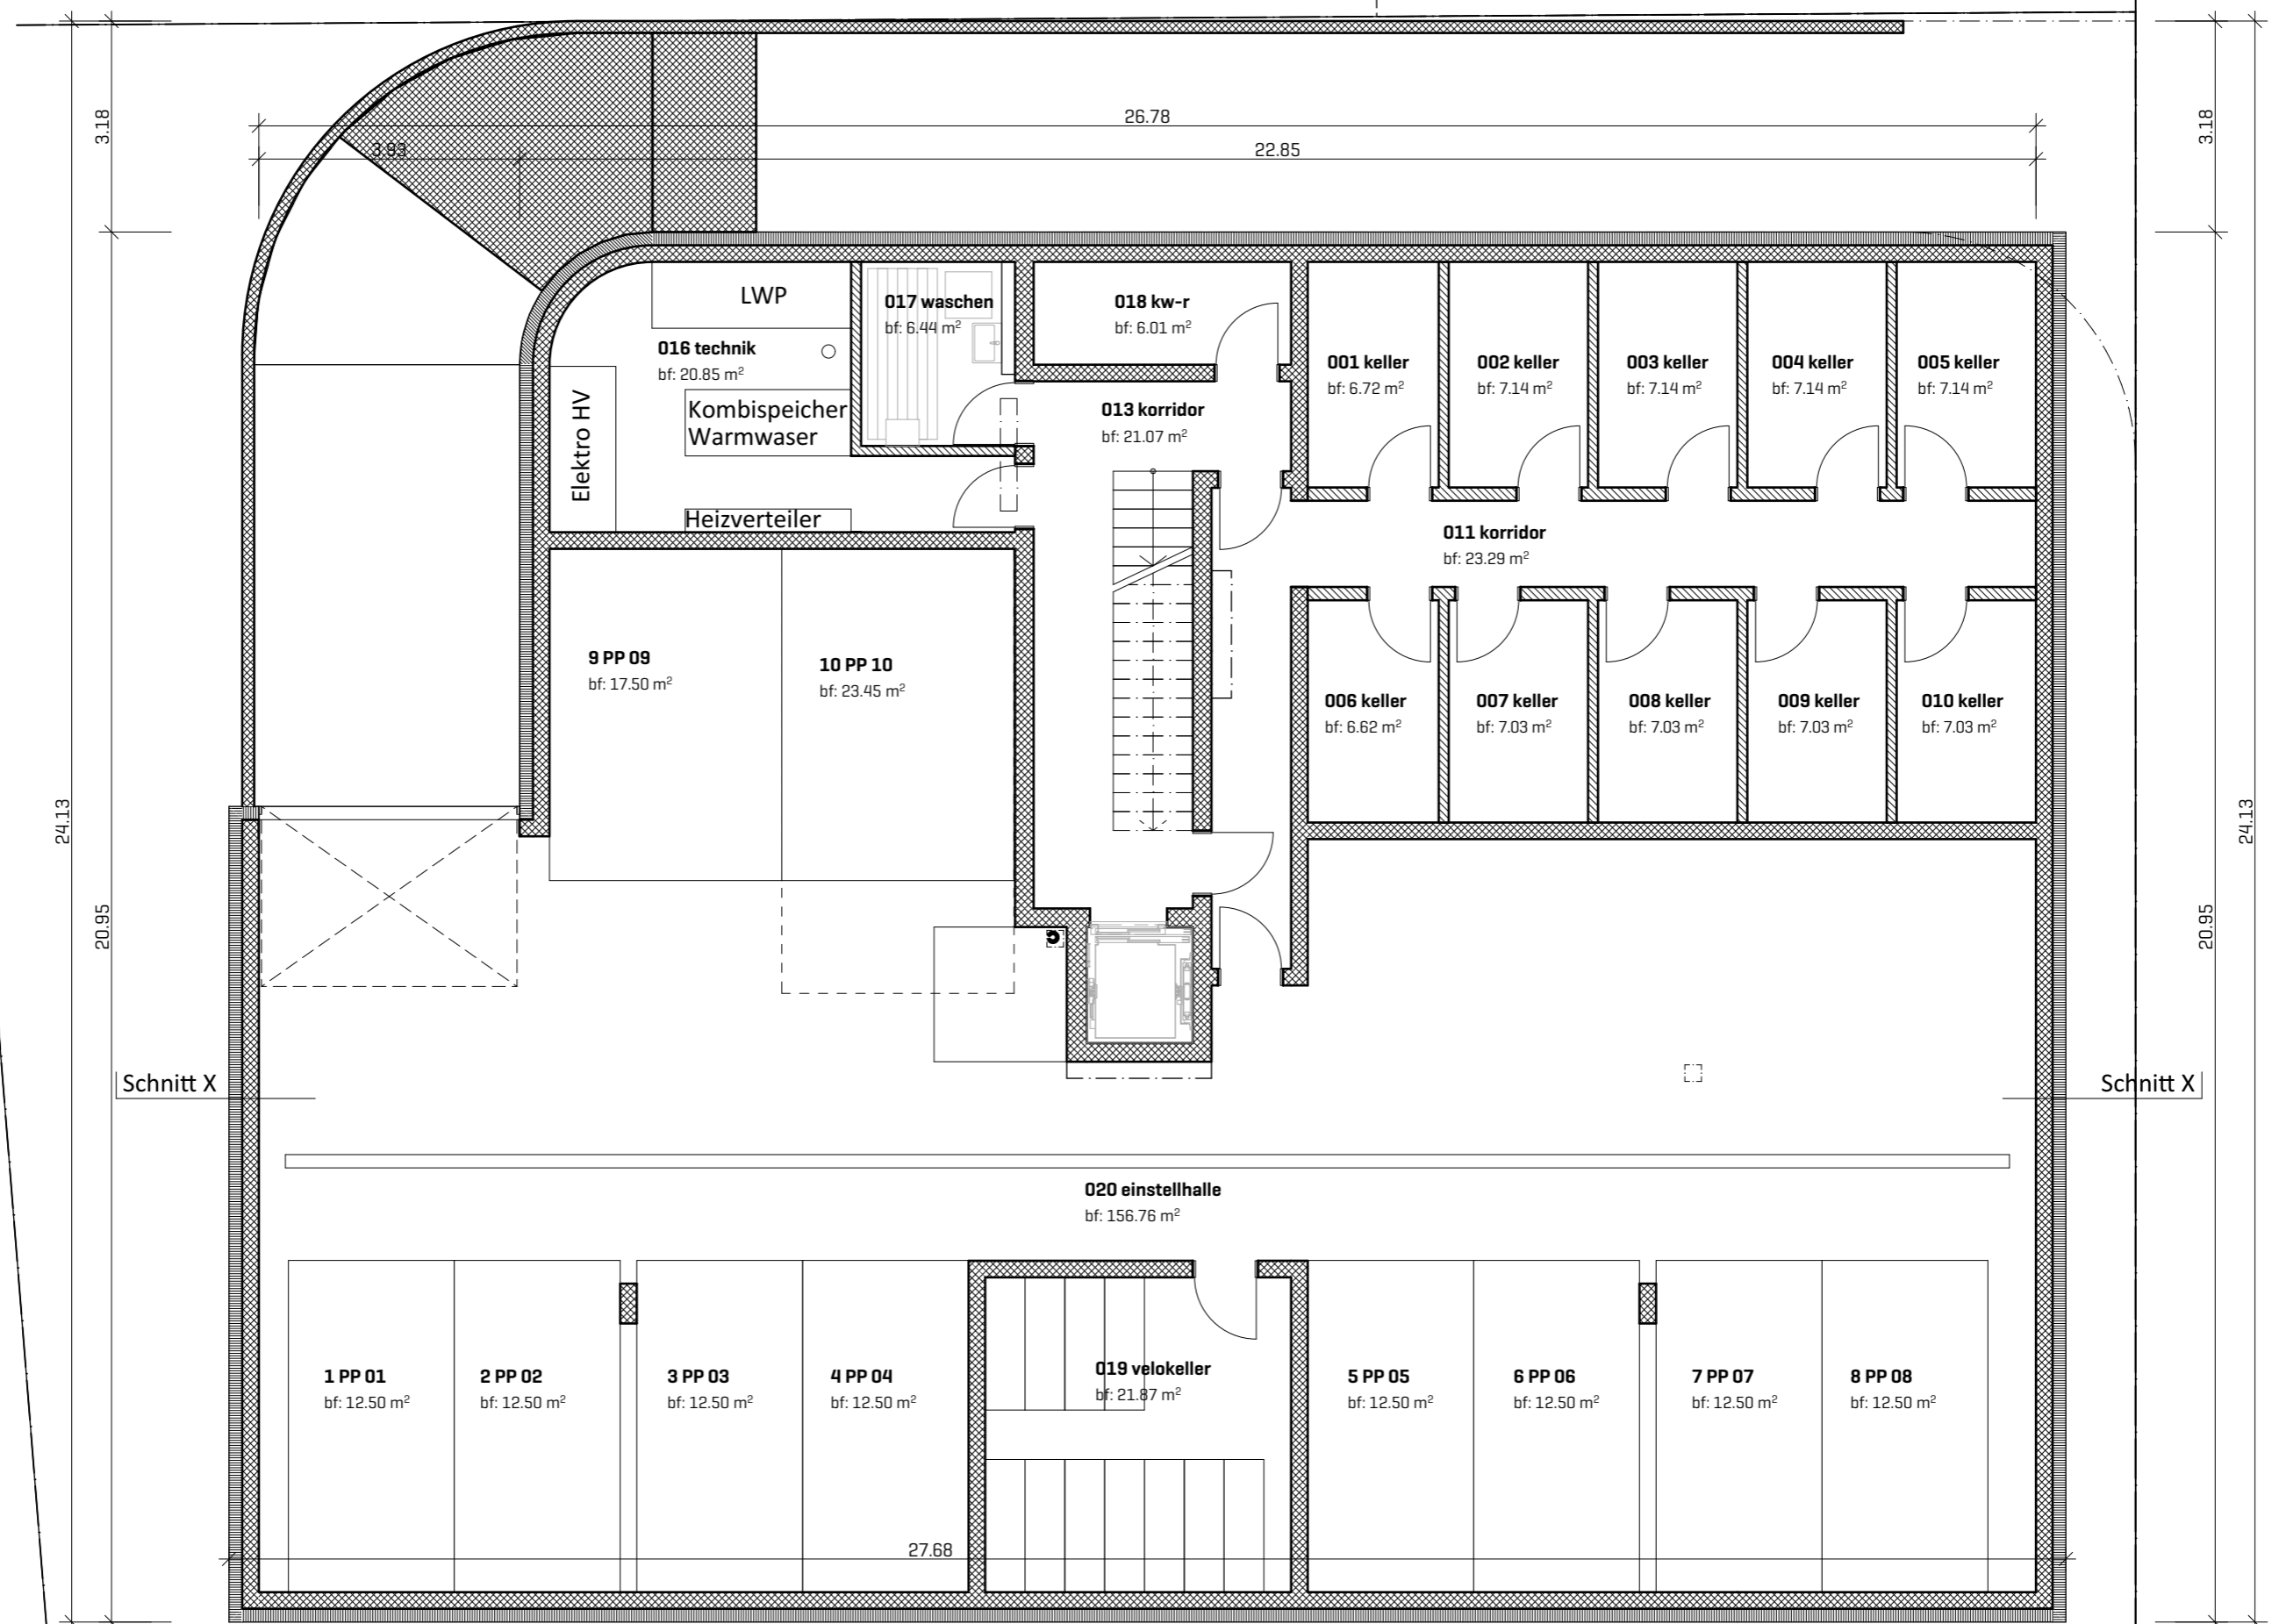 3.18
26.78
3.18
3.93
22.85
LWP
017 waschen
bf: 6.44 m²
018 kw-r
bf: 6.01 m²
016 technik
bf: 20.85 m²
001 keller
bf: 6.72 m²
002 keller
bf: 7.14 m²
003 keller
bf: 7.14 m²
004 keller
bf: 7.14 m²
005 keller
bf: 7.14 m²
Elektro HV
Kombispeicher
Warmwaser
013 korridor
bf: 21.07 m²
Heizverteiler
011 korridor
bf: 23.29 m²
9 PP 09
bf: 17.50 m²
10 PP 10
bf: 23.45 m²
006 keller
bf: 6.62 m²
007 keller
bf: 7.03 m²
008 keller
bf: 7.03 m²
009 keller
bf: 7.03 m²
010 keller
bf: 7.03 m²
24.13
24.13
20.95
20.95
Schnitt X
Schnitt X
020 einstellhalle
bf: 156.76 m²
1 PP 01
bf: 12.50 m²
2 PP 02
bf: 12.50 m²
3 PP 03
bf: 12.50 m²
4 PP 04
bf: 12.50 m²
019 velokeller
bf: 21.87 m²
5 PP 05
bf: 12.50 m²
6 PP 06
bf: 12.50 m²
7 PP 07
bf: 12.50 m²
8 PP 08
bf: 12.50 m²
27.68